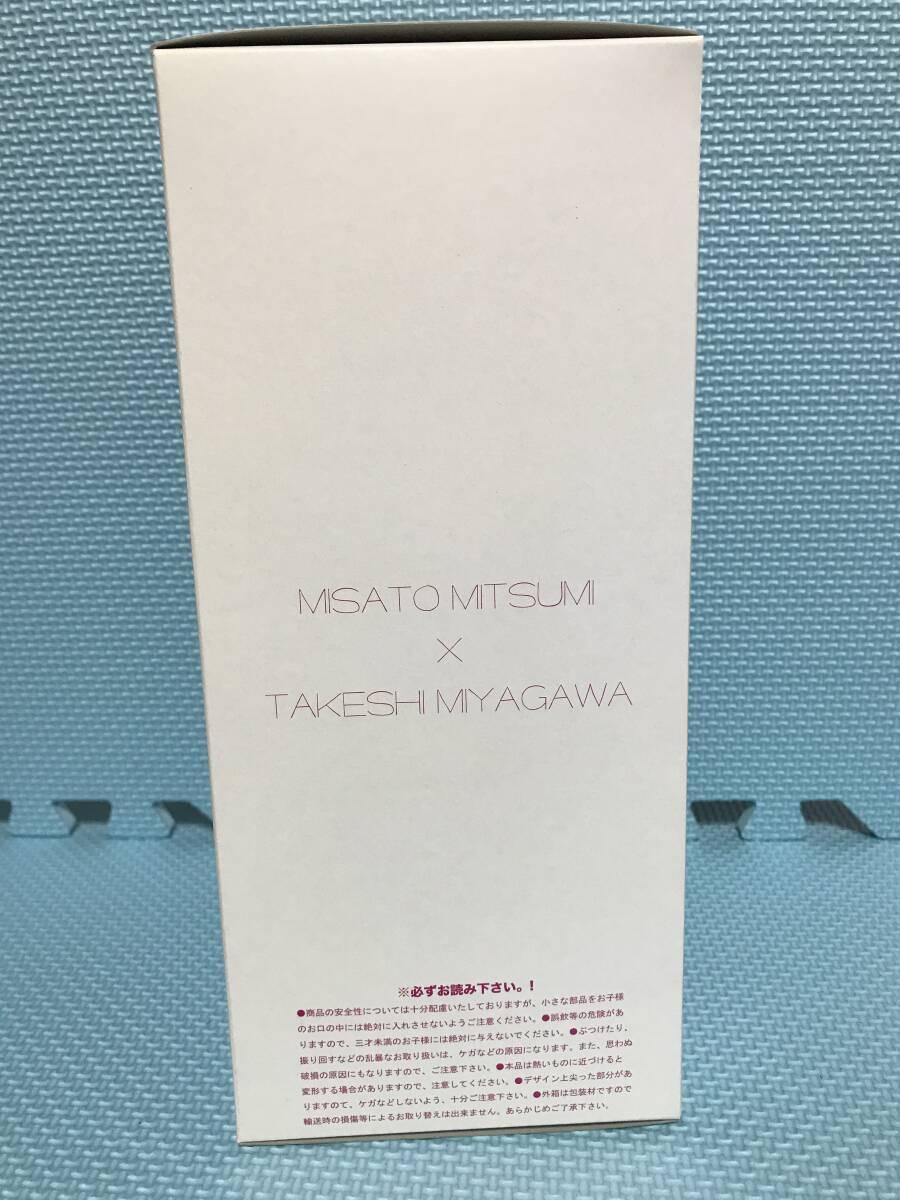 MISATO MITSUMI
×
TAKESHI MIYAGAWA
※必ずお読み下さい。!
●商品の安全性については十分配慮いたしておりますが、小さな部品をお子様
のお口の中には絶対に入れさせないようご注意ください。●誤飲等の危険があ
りますので、三才未満のお子様には絶対に与えないでください。●ぶつけたり、
振り回すなどの乱暴なお取り扱いは、ケガなどの原因になります。また、思わぬ
破損の原因にもなりますので、ご注意下さい。●本品は熱いものに近づけると
変形する場合がありますので、注意してください。●デザイン上尖った部分があ
りますので、ケガなどしないよう、十分ご注意下さい。●外箱は包装材ですので
輸送時の損傷等によるお取り替えは出来ません。あらかじめご了承下さい。